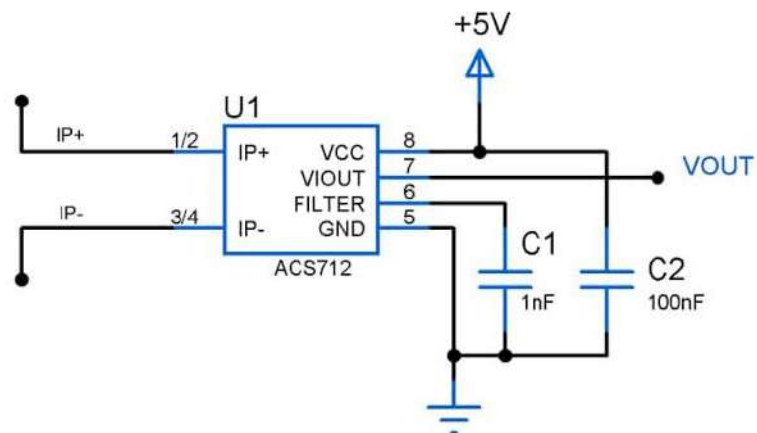 +5V
U1
IP+ 1/2 IP+ VCC 8
VIOUT 7 VOUT
FILTER 6
IP- 3/4 IP- GND 5
ACS712
C1
1nF
C2
100nF